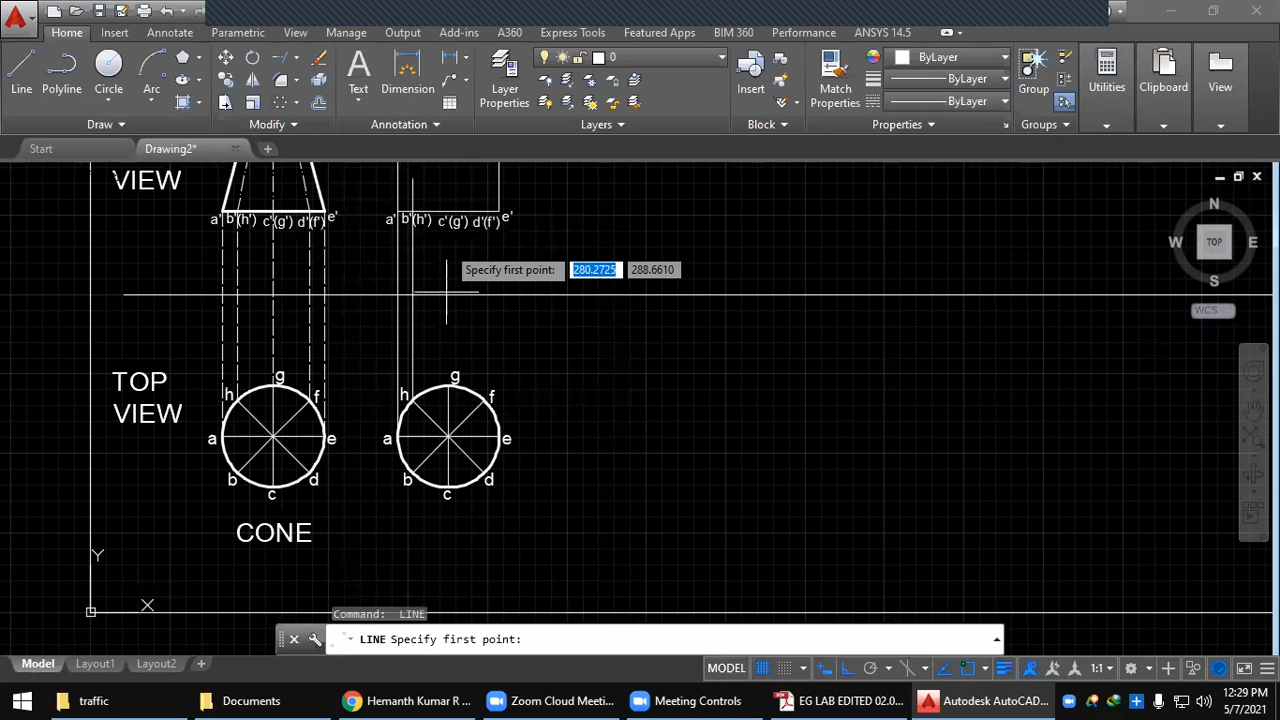 Home Insert Annotate Parametric View Manage Output Add-ins A360 Express Tools Featured Apps BIM 360 Performance ANSYS 14.5
Line Polyline Circle Arc Text Dimension Layer Properties 0 Insert Match Properties ByLayer Group Utilities Clipboard View
ByLayer
ByLayer
Draw Modify Annotation Layers Block Properties Groups
Start Drawing2*
VIEW
a' b'(h') c'(g') d'(f') e' a' b'(h') c'(g') d'(f') e'
N
W TOP E
S
WCS
Specify first point: 280.2725 288.6610
TOP
VIEW
g g
h f h f
a e a e
b d b d
c c
CONE
Y
X
Command: LINE
LINE Specify first point:
Model Layout1 Layout2 + MODEL 1:1
traffic Documents Hemanth Kumar R ... Zoom Cloud Meeti... Meeting Controls EG LAB EDITED 02.0... Autodesk AutoCAD... 12:29 PM
5/7/2021